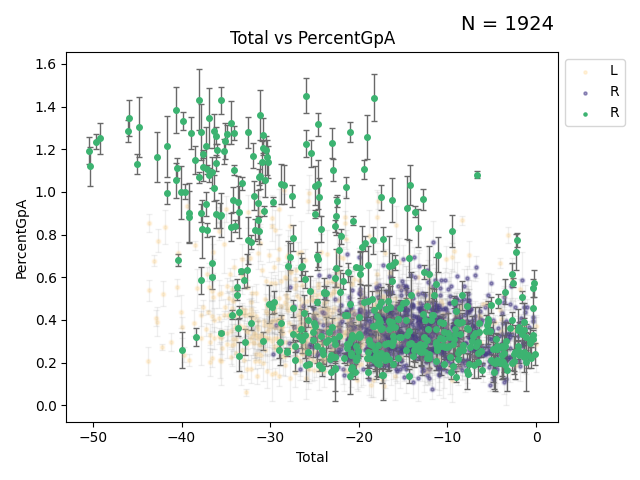 N = 1924
Total vs PercentGpA
1.6
1.4
1.2
1.0
0.8
0.6
0.4
0.2
0.0
PercentGpA
−50
−40
−30
−20
−10
0
Total
L
R
R